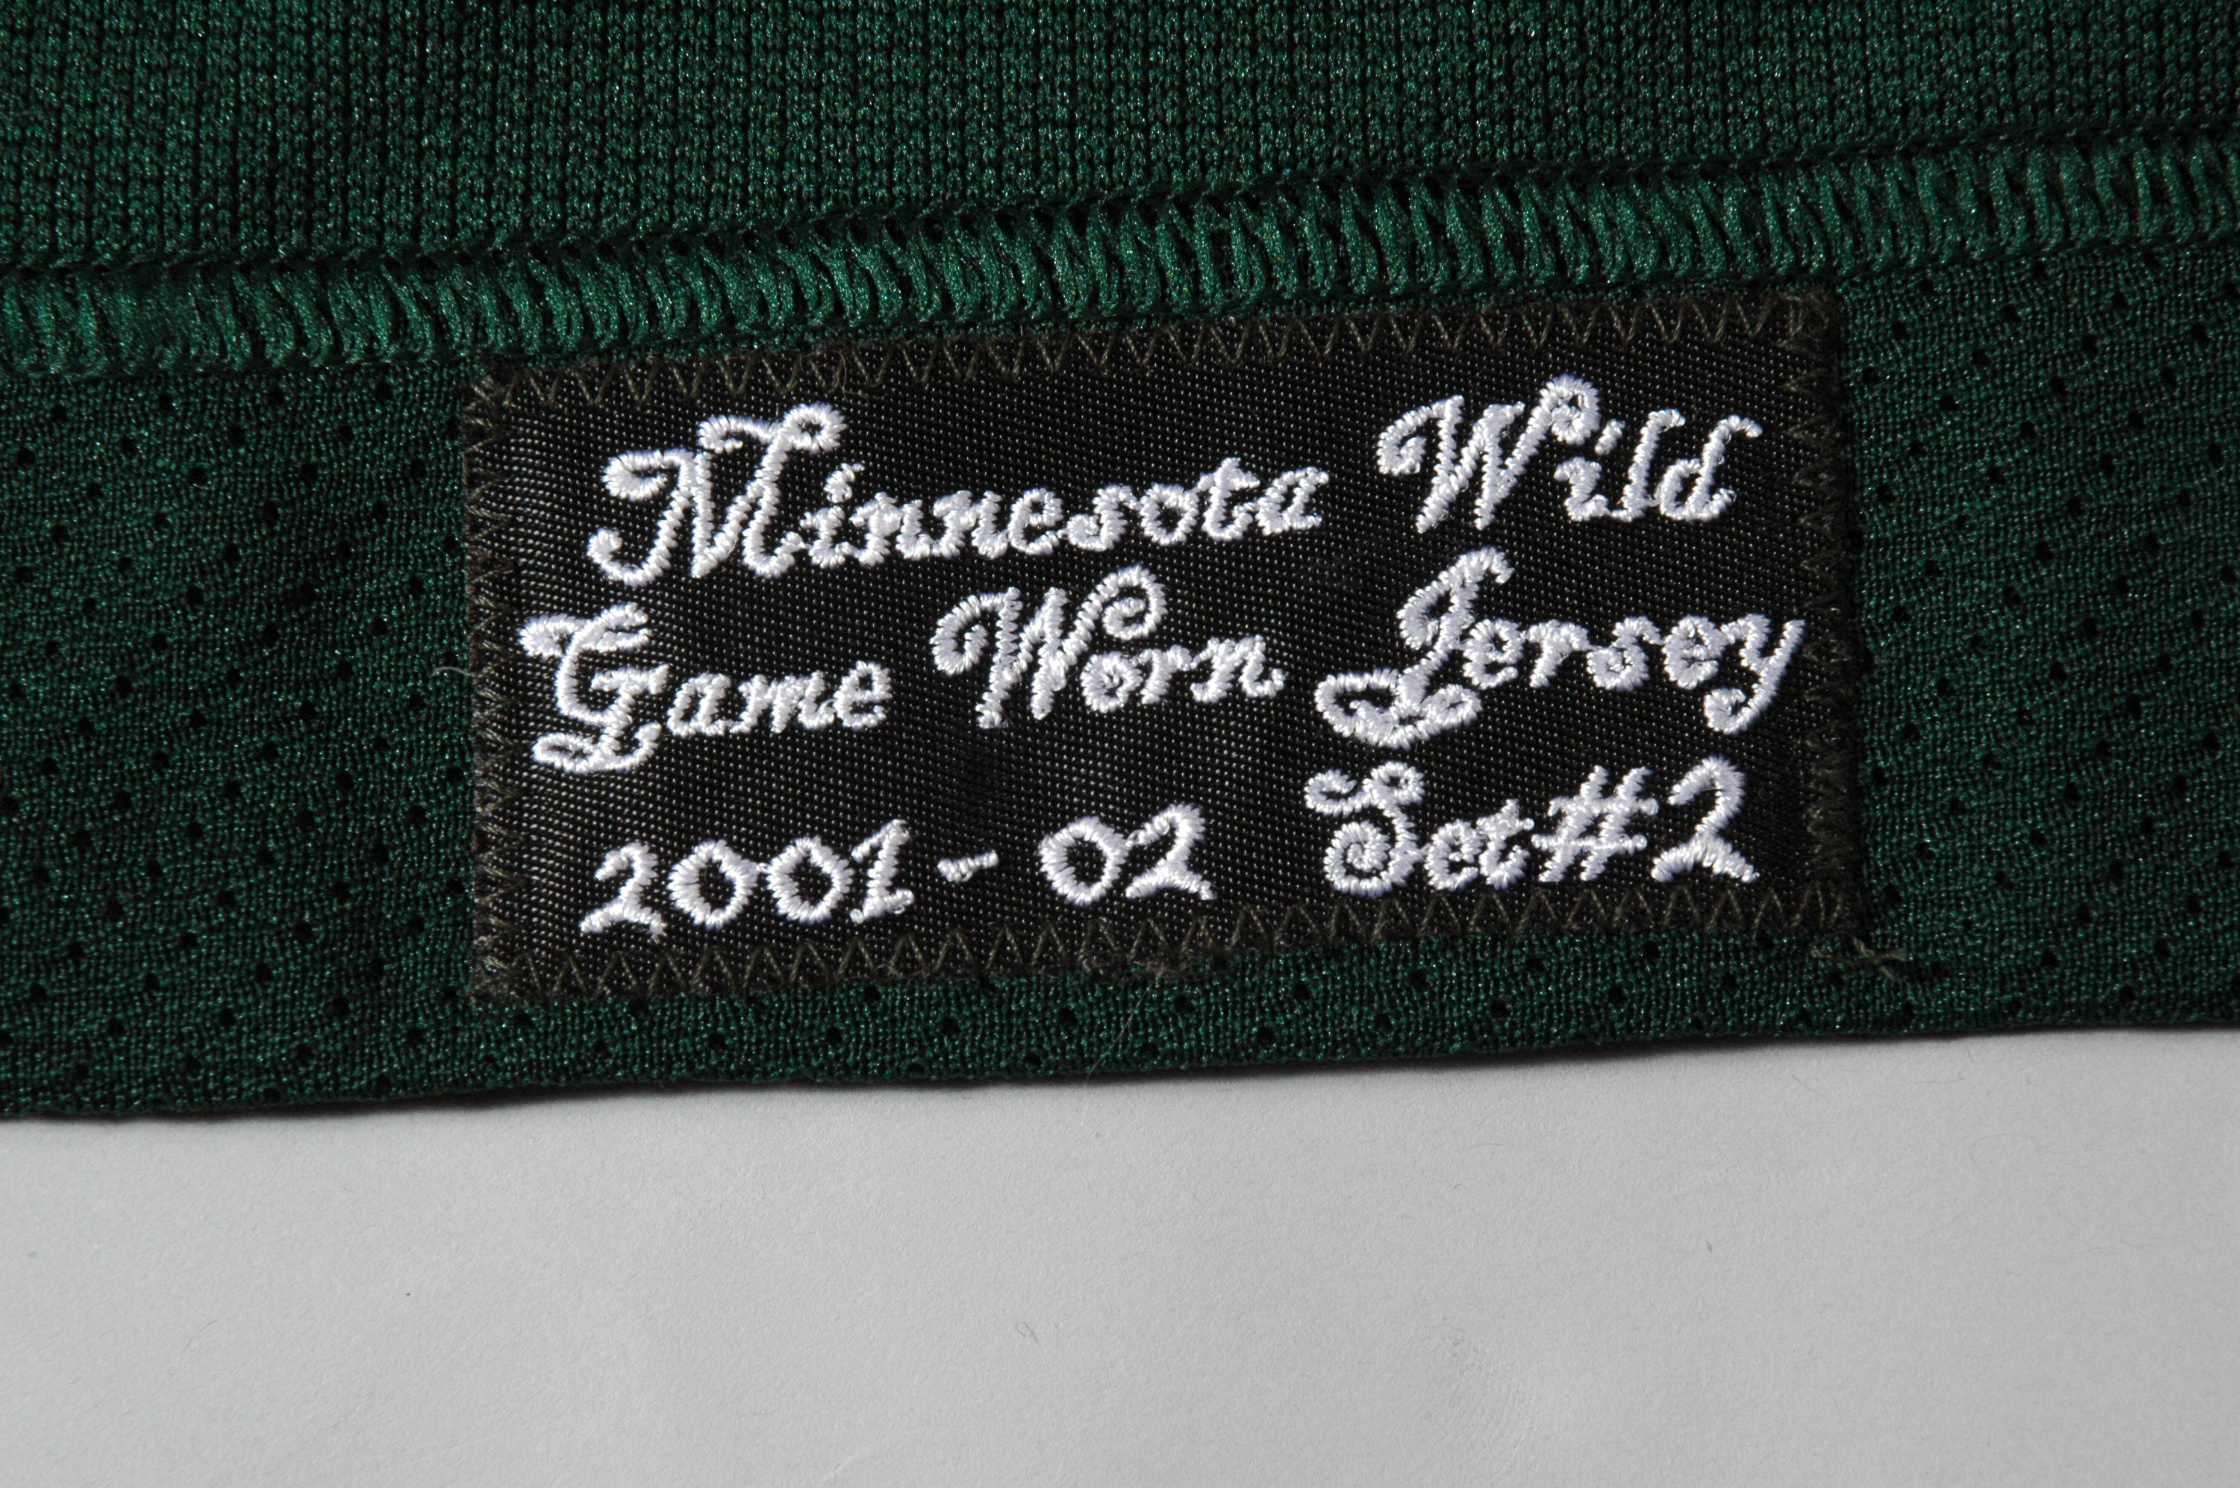 Minnesota Wild
Game Worn Jersey
2001-02 Set#2